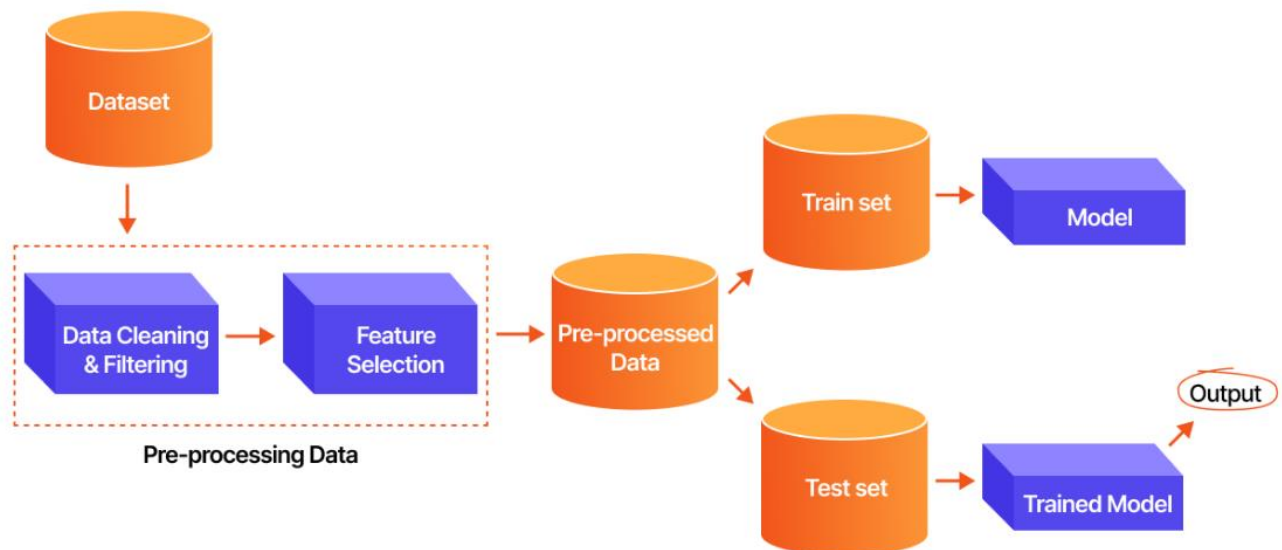 Dataset
Train set
Model
Data Cleaning
& Filtering
Feature
Selection
Pre-processed
Data
Pre-processing Data
Output
Test set
Trained Model